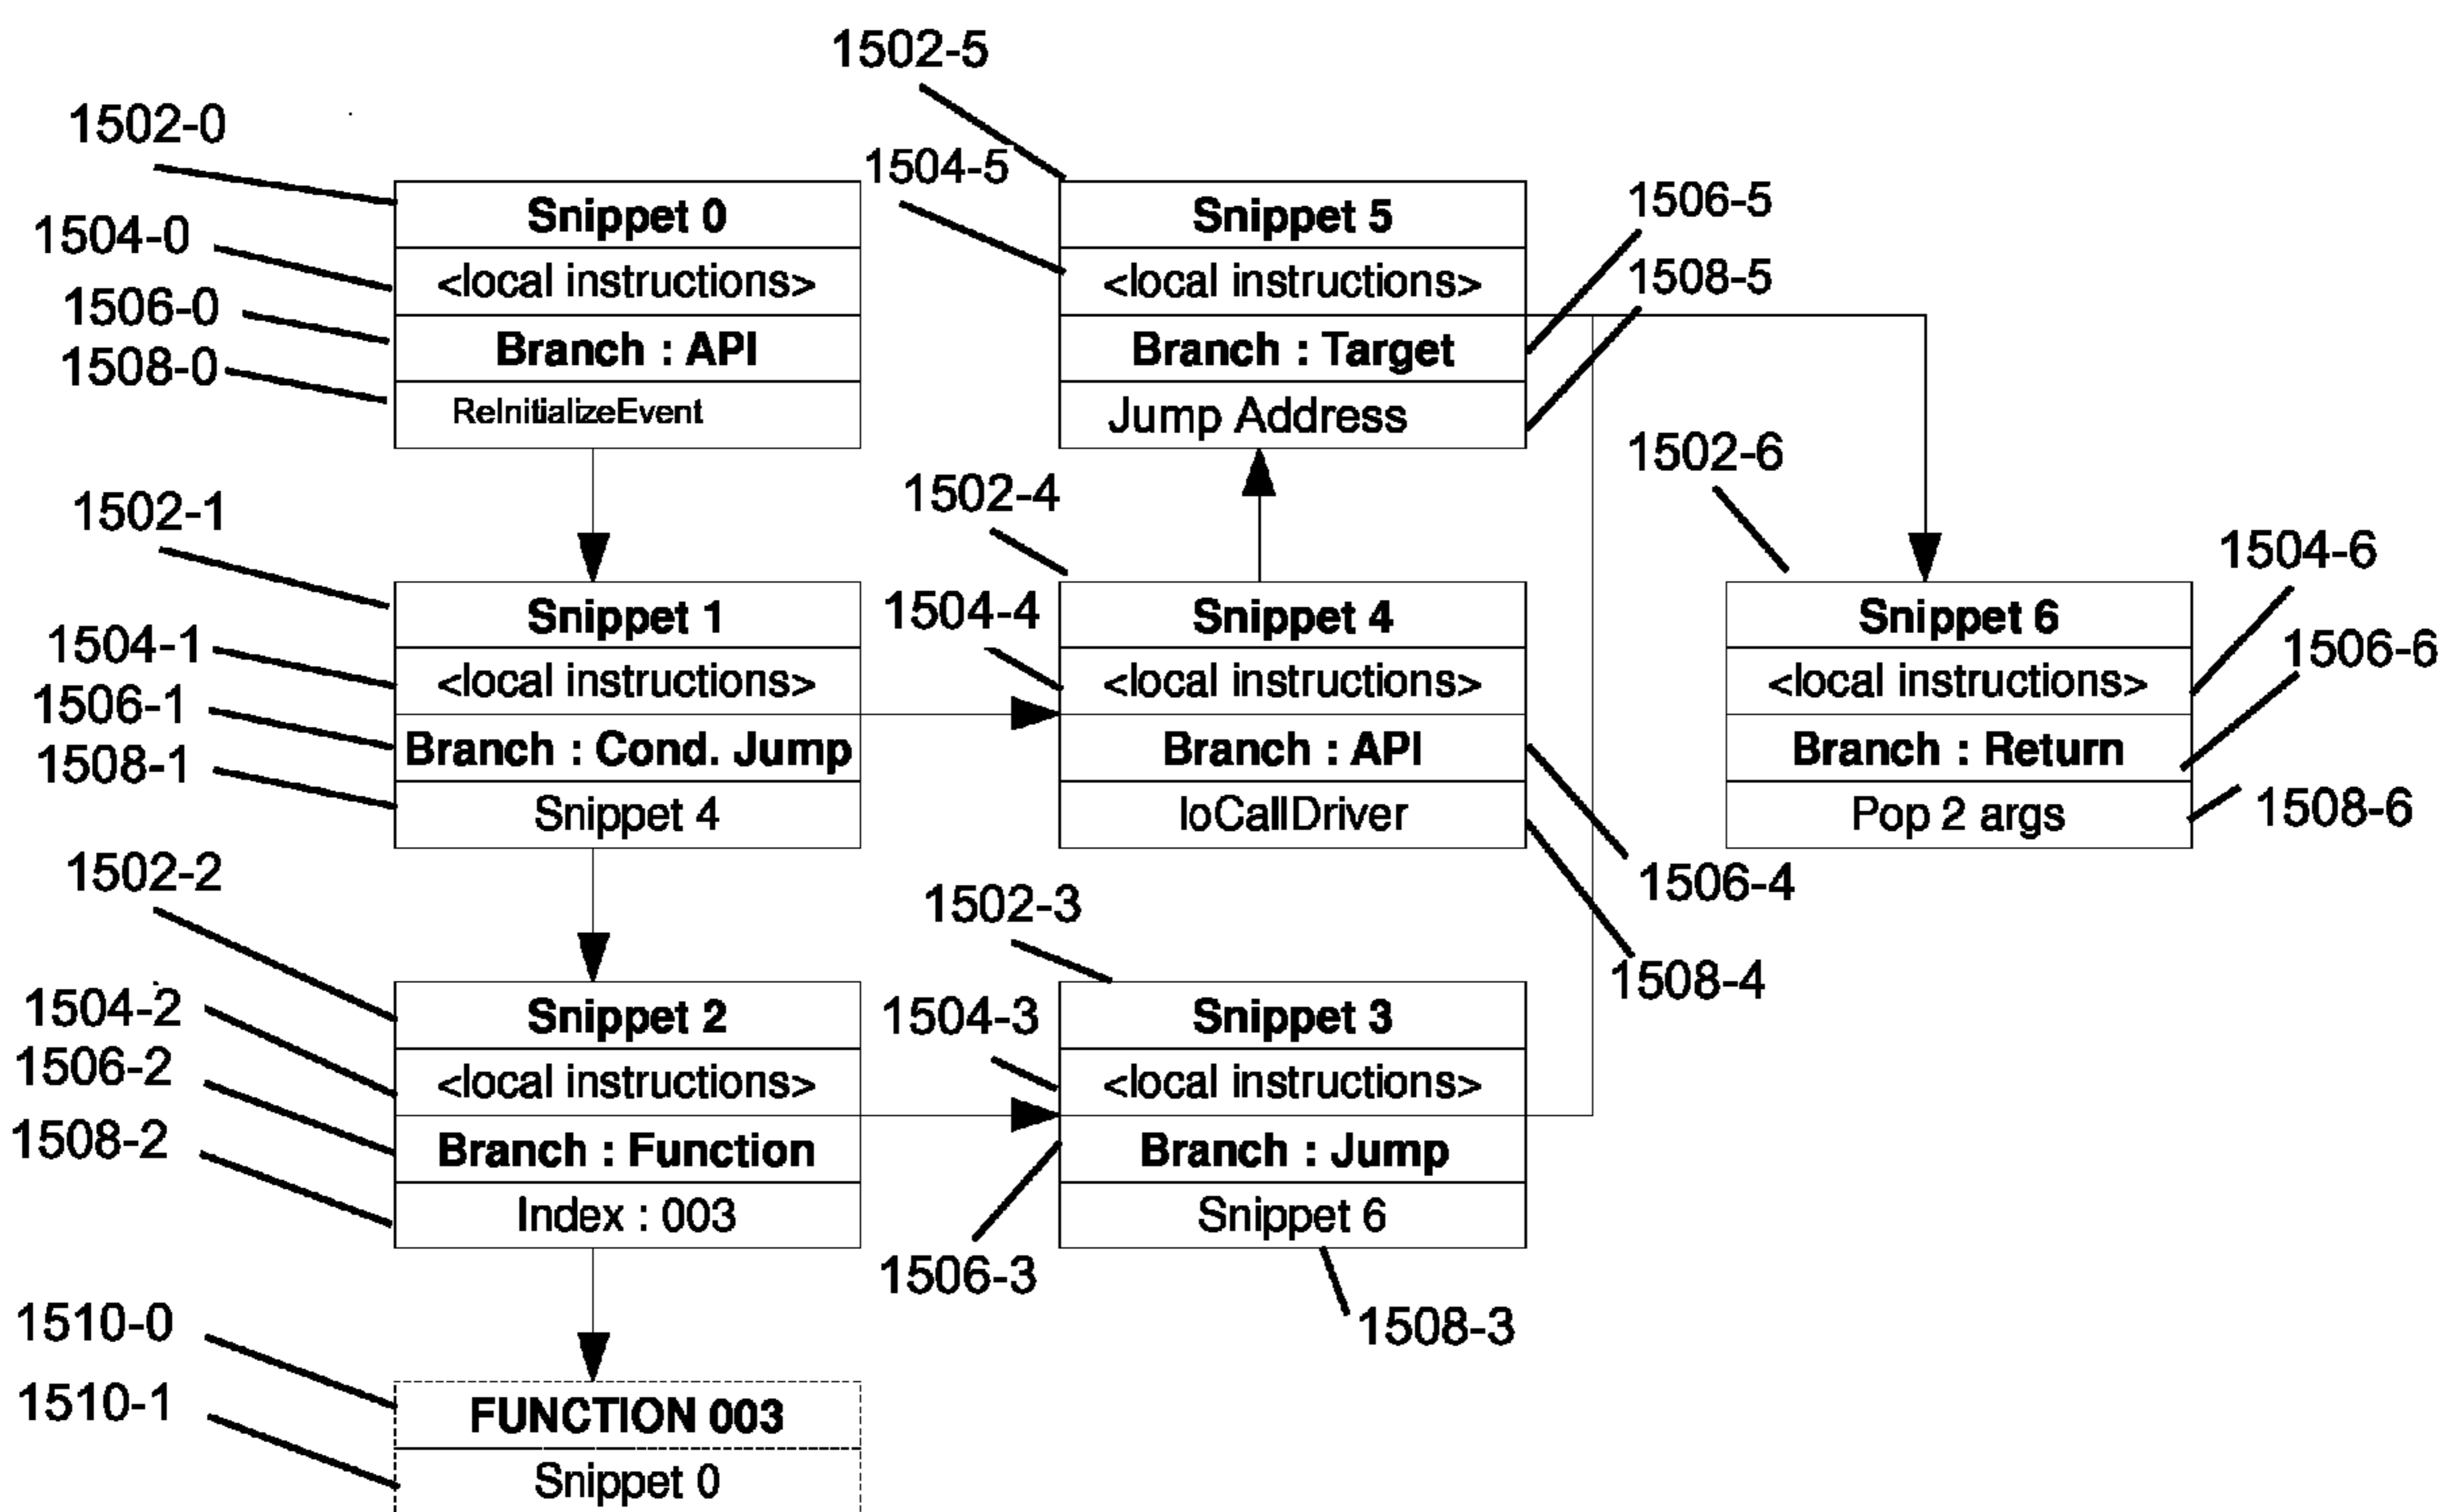 1502-5
1502-0
1504-5
Snippet 0
Snippet 5
1506-5
1504-0
<local instructions>
<local instructions>
1508-5
1506-0
Branch : API
Branch : Target
1508-0
ReInitializeEvent
Jump Address
1502-6
1502-1
1502-4
1504-6
Snippet 1
1504-4
Snippet 4
Snippet 6
1504-1
<local instructions>
<local instructions>
<local instructions>
1506-6
1506-1
Branch : Cond. Jump
Branch : API
Branch : Return
1508-1
Snippet 4
IoCallDriver
Pop 2 args
1508-6
1502-2
1506-4
1502-3
1508-4
1504-2
Snippet 2
1504-3
Snippet 3
1506-2
<local instructions>
<local instructions>
1508-2
Branch : Function
Branch : Jump
Index : 003
Snippet 6
1506-3
1510-0
1508-3
1510-1
FUNCTION 003
Snippet 0